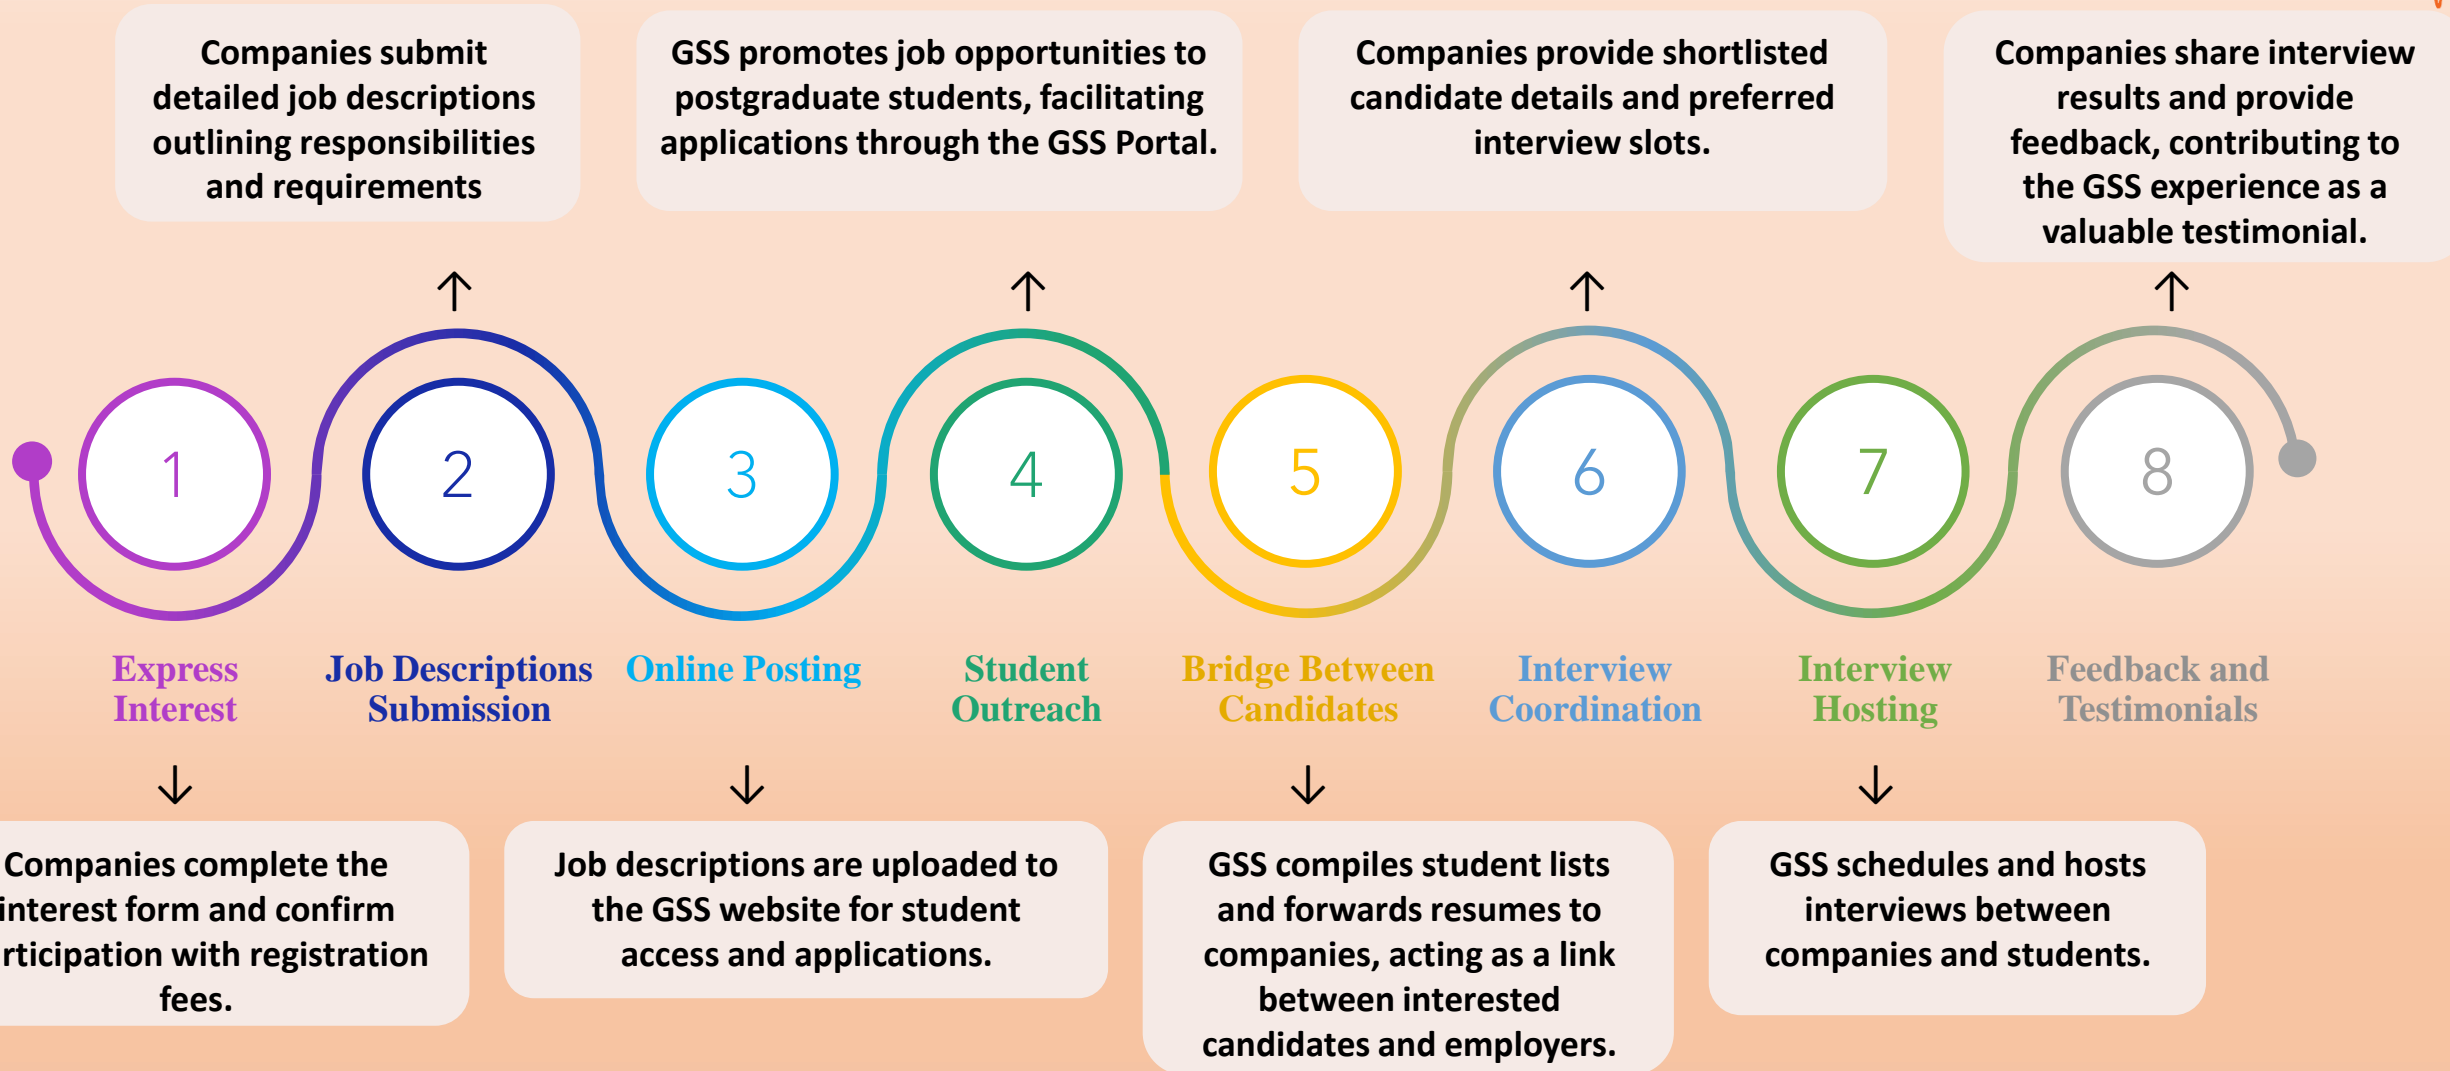 Companies submit
detailed job descriptions
outlining responsibilities
and requirements
GSS promotes job opportunities to
postgraduate students, facilitating
applications through the GSS Portal.
Companies provide shortlisted
candidate details and preferred
interview slots.
Companies share interview
results and provide
feedback, contributing to
the GSS experience as a
valuable testimonial.
1
2
3
4
5
6
7
8
Express
Interest
Job Descriptions
Submission
Online Posting
Student
Outreach
Bridge Between
Candidates
Interview
Coordination
Interview
Hosting
Feedback and
Testimonials
Companies complete the
interest form and confirm
rticipation with registration
fees.
Job descriptions are uploaded to
the GSS website for student
access and applications.
GSS compiles student lists
and forwards resumes to
companies, acting as a link
between interested
candidates and employers.
GSS schedules and hosts
interviews between
companies and students.